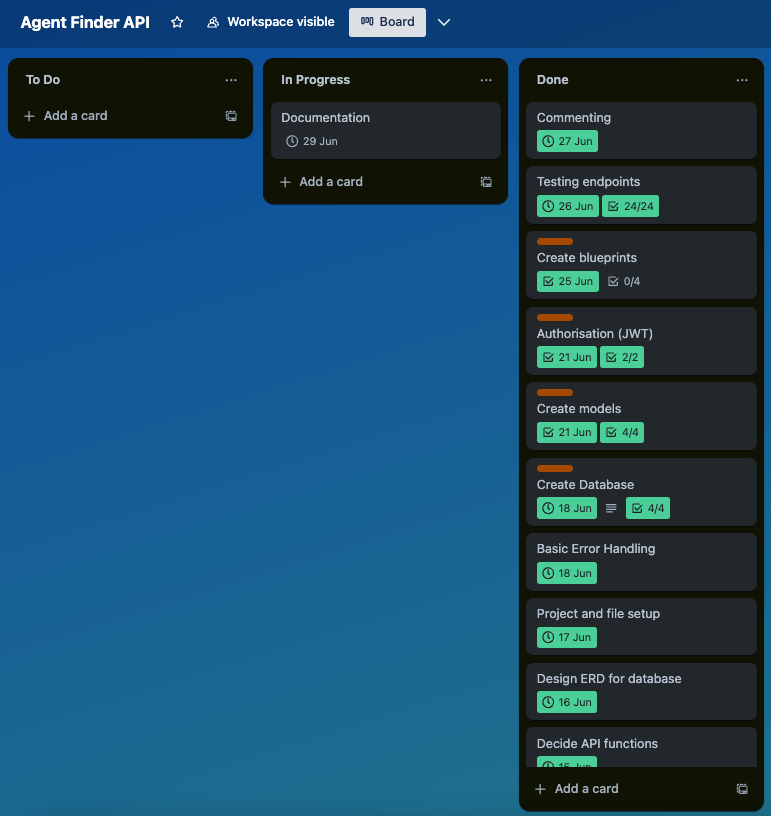 Agent Finder API
Workspace visible
Board
To Do
Add a card
In Progress
Documentation
29 Jun
Add a card
Done
Commenting
27 Jun
Testing endpoints
26 Jun 24/24
Create blueprints
25 Jun 0/4
Authorisation (JWT)
21 Jun 2/2
Create models
21 Jun 4/4
Create Database
18 Jun 4/4
Basic Error Handling
18 Jun
Project and file setup
17 Jun
Design ERD for database
16 Jun
Decide API functions
15 Jun
Add a card